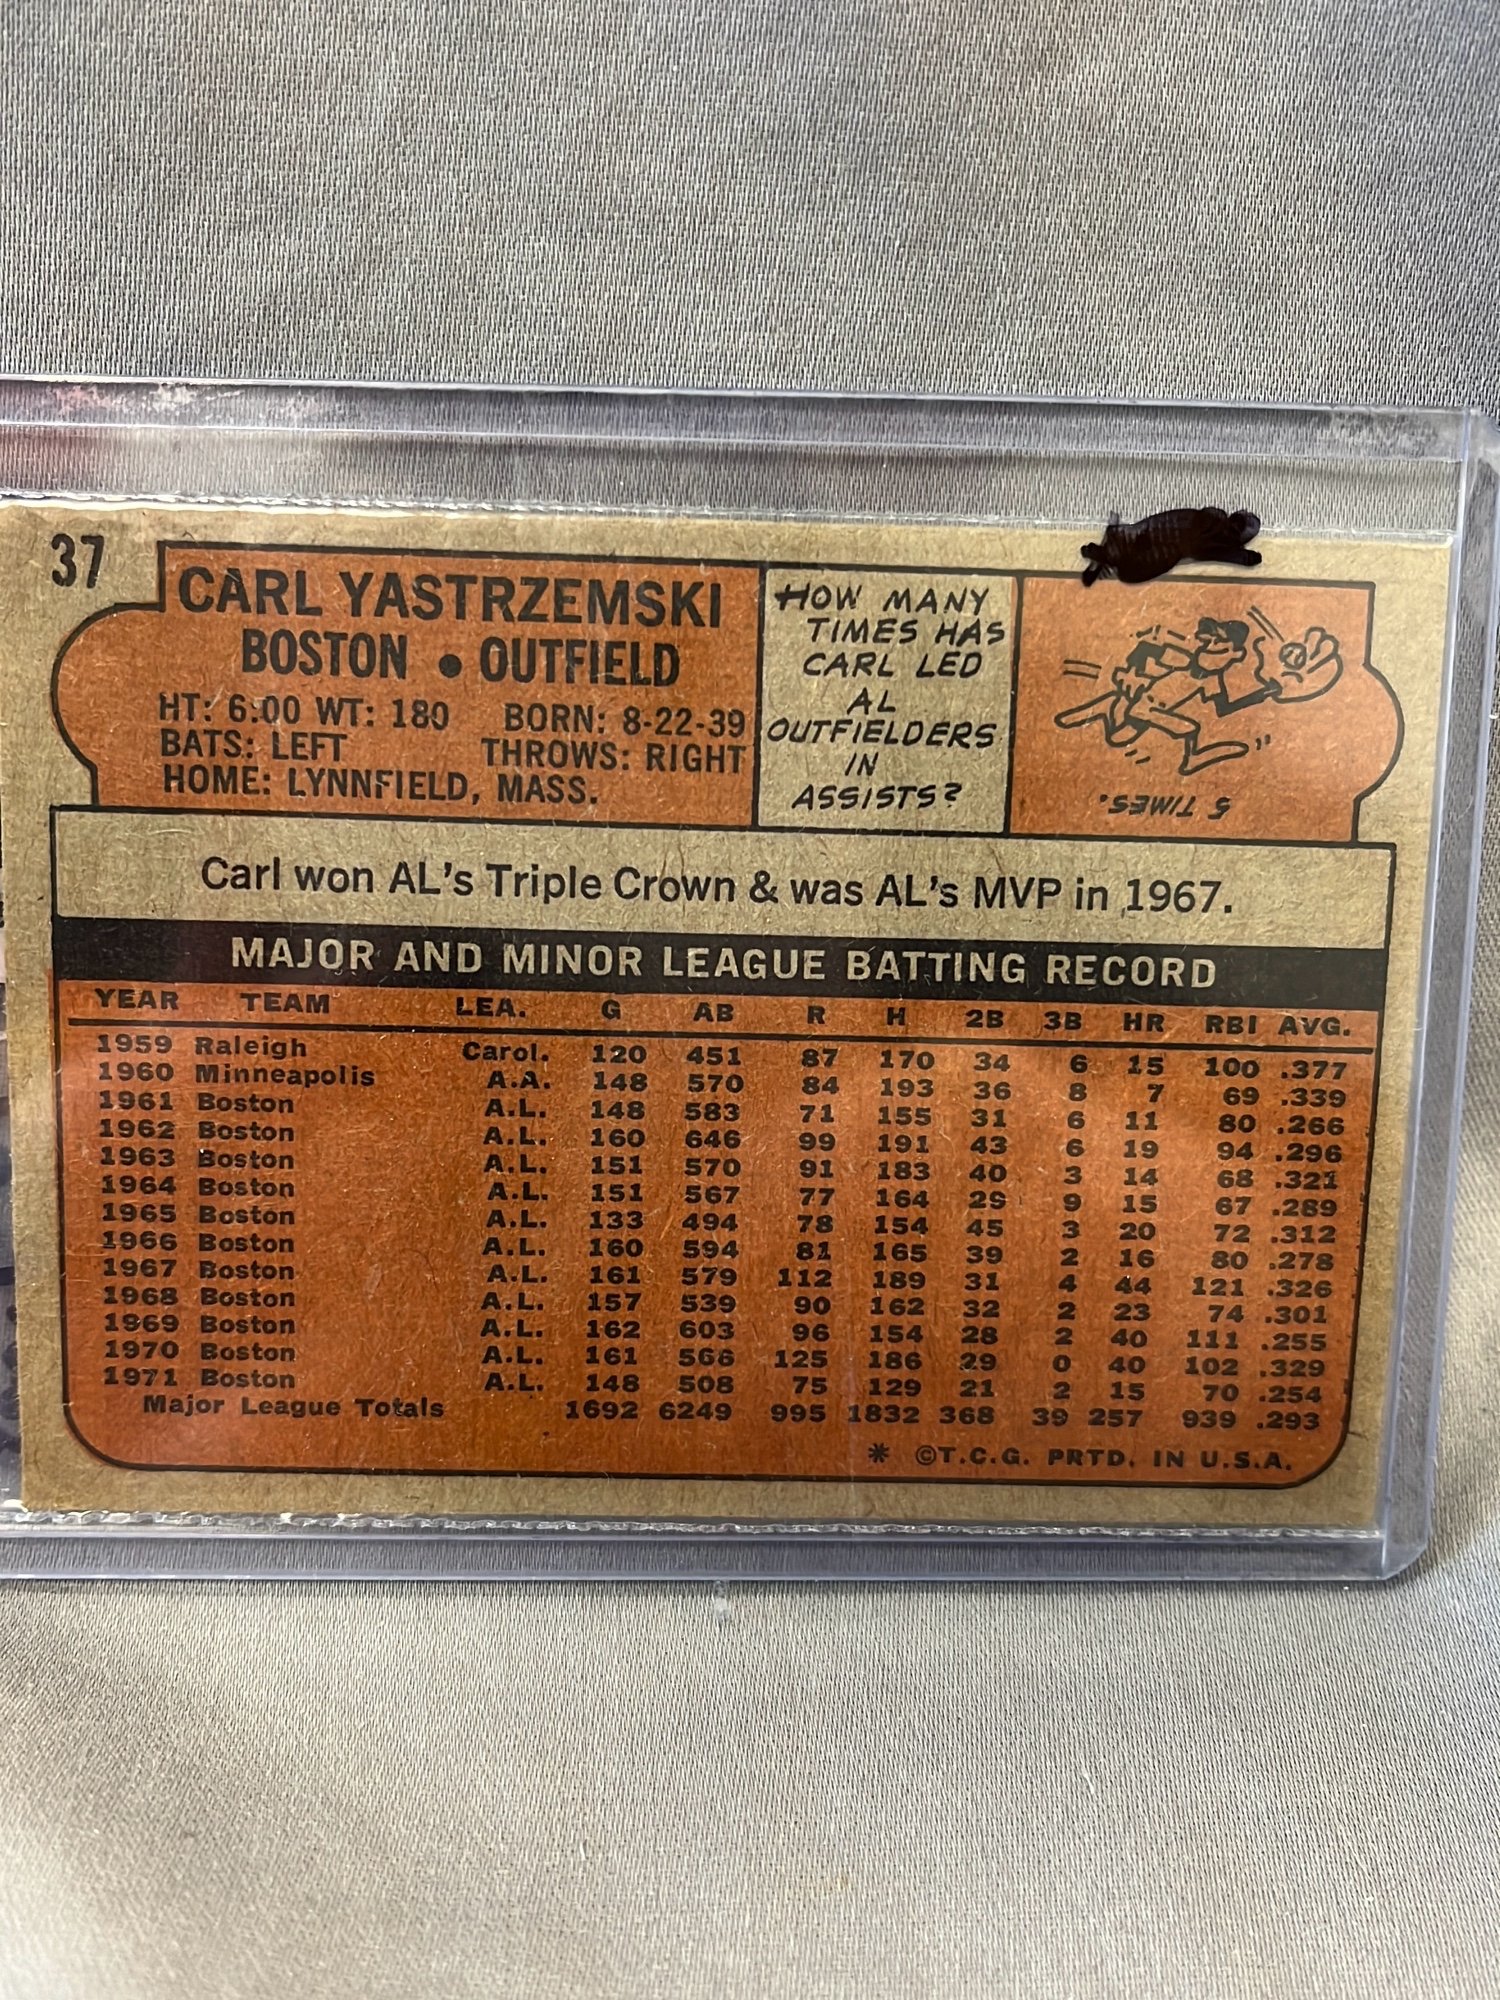 37
CARL YASTRZEMSKI
BOSTON • OUTFIELD
HT: 6:00 WT: 180 BORN: 8-22-39
BATS: LEFT THROWS: RIGHT
HOME: LYNNFIELD, MASS.
HOW MANY
TIMES HAS
CARL LED
AL
OUTFIELDERS
IN
ASSISTS?
5 TIMES.
Carl won AL's Triple Crown & was AL's MVP in 1967.
MAJOR AND MINOR LEAGUE BATTING RECORD
YEAR TEAM LEA. G AB R H 2B 3B HR RBI AVG.
1959 Raleigh Carol. 120 451 87 170 34 6 15 100 .377
1960 Minneapolis A.A. 148 570 84 193 36 8 7 69 .339
1961 Boston A.L. 148 583 71 155 31 6 11 80 .266
1962 Boston A.L. 160 646 99 191 43 6 19 94 .296
1963 Boston A.L. 151 570 91 183 40 3 14 68 .321
1964 Boston A.L. 151 567 77 164 29 9 15 67 .289
1965 Boston A.L. 133 494 78 154 45 3 20 72 .312
1966 Boston A.L. 160 594 81 165 39 2 16 80 .278
1967 Boston A.L. 161 579 112 189 31 4 44 121 .326
1968 Boston A.L. 157 539 90 162 32 2 23 74 .301
1969 Boston A.L. 162 603 96 154 28 2 40 111 .255
1970 Boston A.L. 161 566 125 186 29 0 40 102 .329
1971 Boston A.L. 148 508 75 129 21 2 15 70 .254
Major League Totals 1692 6249 995 1832 368 39 257 939 .293
* ©T.C.G. PRTD. IN U.S.A.